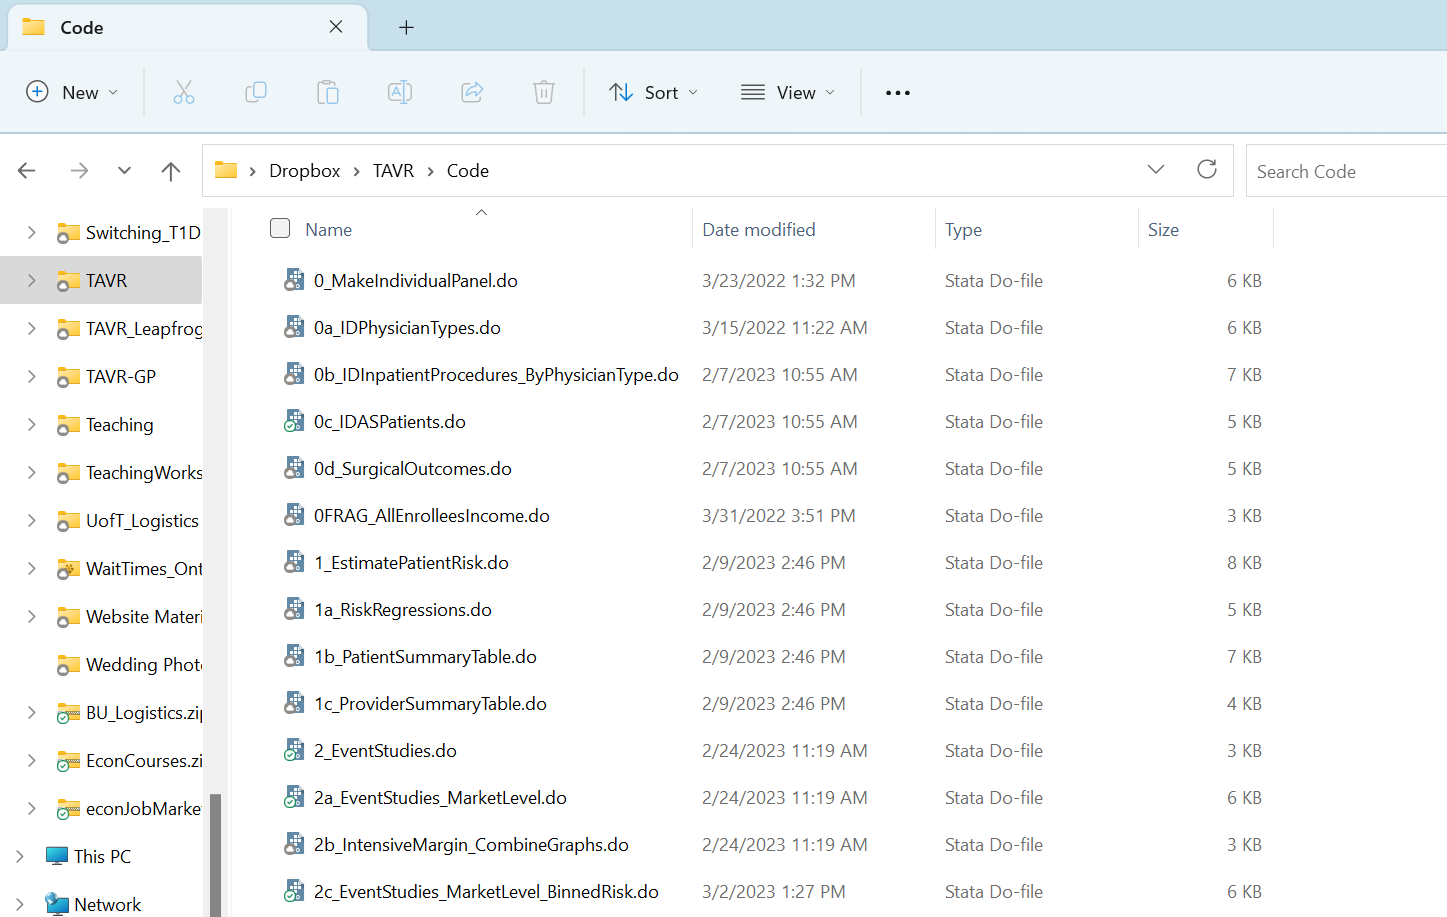 Code
New
Sort
View
Dropbox > TAVR > Code
Search Code
Switching_T1D
TAVR
TAVR_Leapfrog
TAVR-GP
Teaching
TeachingWorks
UofT_Logistics
WaitTimes_Ont
Website Materi
Wedding Phot
BU_Logistics.zip
EconCourses.zi
econJobMarke
This PC
Network
Name Date modified Type Size
0_MakeIndividualPanel.do 3/23/2022 1:32 PM Stata Do-file 6 KB
0a_IDPhysicianTypes.do 3/15/2022 11:22 AM Stata Do-file 6 KB
0b_IDInpatientProcedures_ByPhysicianType.do 2/7/2023 10:55 AM Stata Do-file 7 KB
0c_IDASPatients.do 2/7/2023 10:55 AM Stata Do-file 5 KB
0d_SurgicalOutcomes.do 2/7/2023 10:55 AM Stata Do-file 5 KB
0FRAG_AllEnrolleesIncome.do 3/31/2022 3:51 PM Stata Do-file 3 KB
1_EstimatePatientRisk.do 2/9/2023 2:46 PM Stata Do-file 8 KB
1a_RiskRegressions.do 2/9/2023 2:46 PM Stata Do-file 5 KB
1b_PatientSummaryTable.do 2/9/2023 2:46 PM Stata Do-file 7 KB
1c_ProviderSummaryTable.do 2/9/2023 2:46 PM Stata Do-file 4 KB
2_EventStudies.do 2/24/2023 11:19 AM Stata Do-file 3 KB
2a_EventStudies_MarketLevel.do 2/24/2023 11:19 AM Stata Do-file 6 KB
2b_IntensiveMargin_CombineGraphs.do 2/24/2023 11:19 AM Stata Do-file 3 KB
2c_EventStudies_MarketLevel_BinnedRisk.do 3/2/2023 1:27 PM Stata Do-file 6 KB